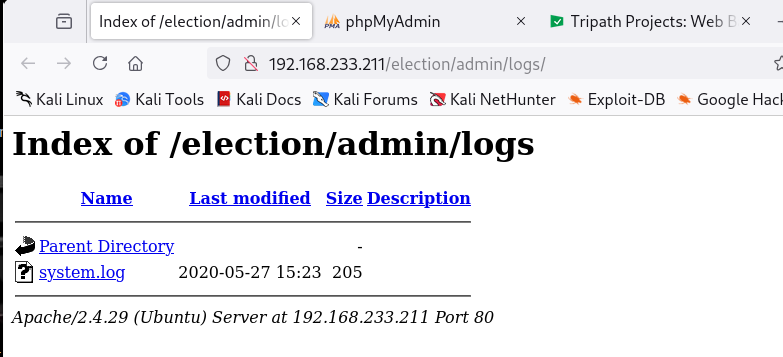 Index of /election/admin/lo
phpMyAdmin
Tripath Projects: Web B
192.168.233.211/election/admin/logs/
Kali Linux Kali Tools Kali Docs Kali Forums Kali NetHunter Exploit-DB Google Hac
Index of /election/admin/logs
Name Last modified Size Description
Parent Directory -
system.log 2020-05-27 15:23 205
Apache/2.4.29 (Ubuntu) Server at 192.168.233.211 Port 80